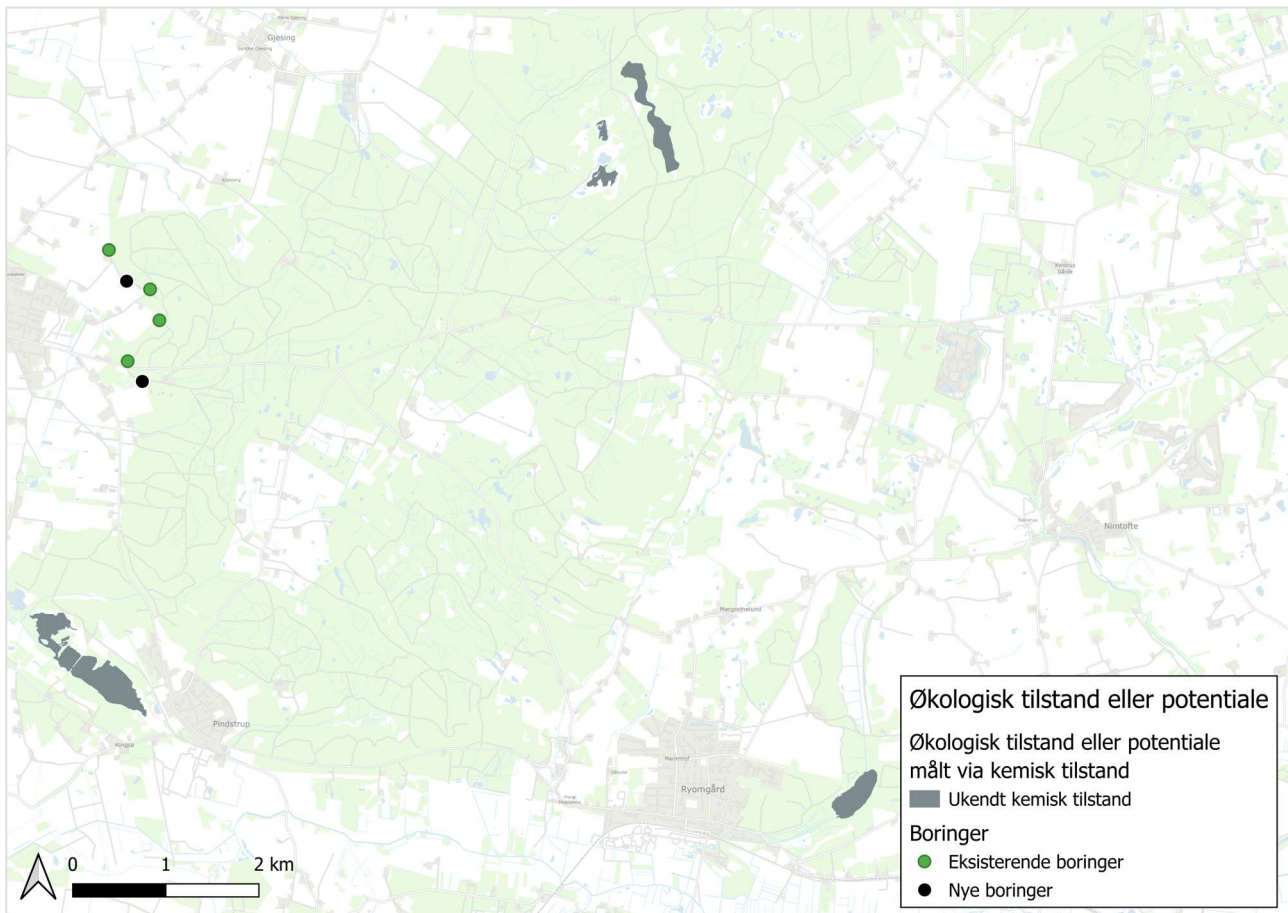 Gjesing
Pindstrup
Ryomgård
Nimtofte
Margrethelund
Marienhof
0 1 2 km
Økologisk tilstand eller potentiale
Økologisk tilstand eller potentiale
målt via kemisk tilstand
Ukendt kemisk tilstand
Boringer
Eksisterende boringer
Nye boringer